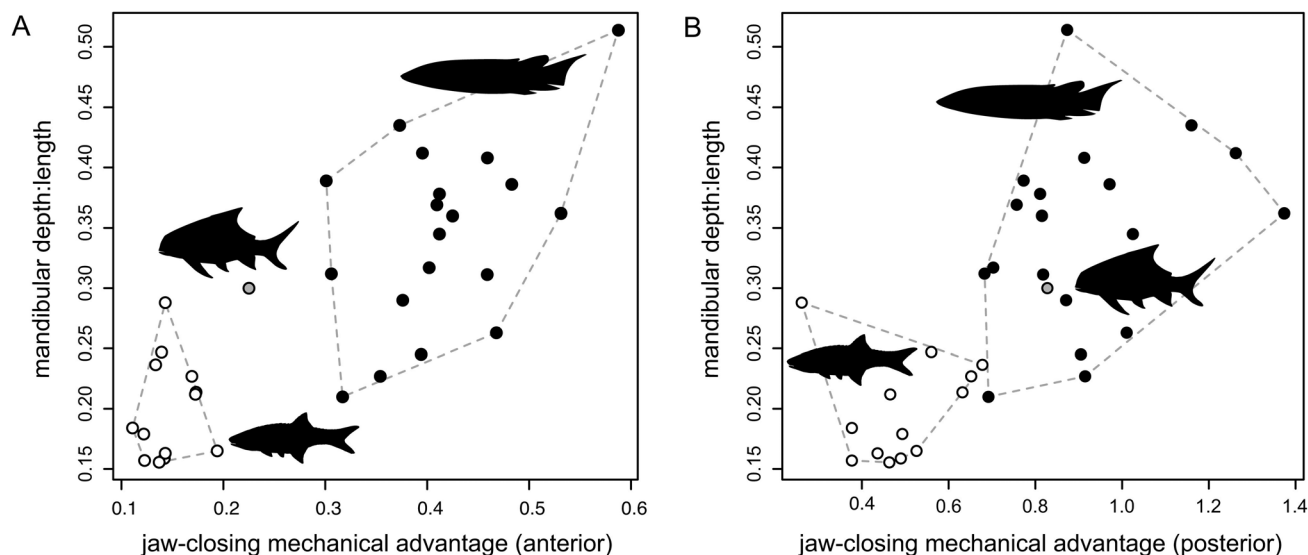 A
mandibular depth:length
0.50
0.45
0.40
0.35
0.30
0.25
0.20
0.15
0.1 0.2 0.3 0.4 0.5 0.6
jaw-closing mechanical advantage (anterior)
B
mandibular depth:length
0.50
0.45
0.40
0.35
0.30
0.25
0.20
0.15
0.4 0.6 0.8 1.0 1.2 1.4
jaw-closing mechanical advantage (posterior)